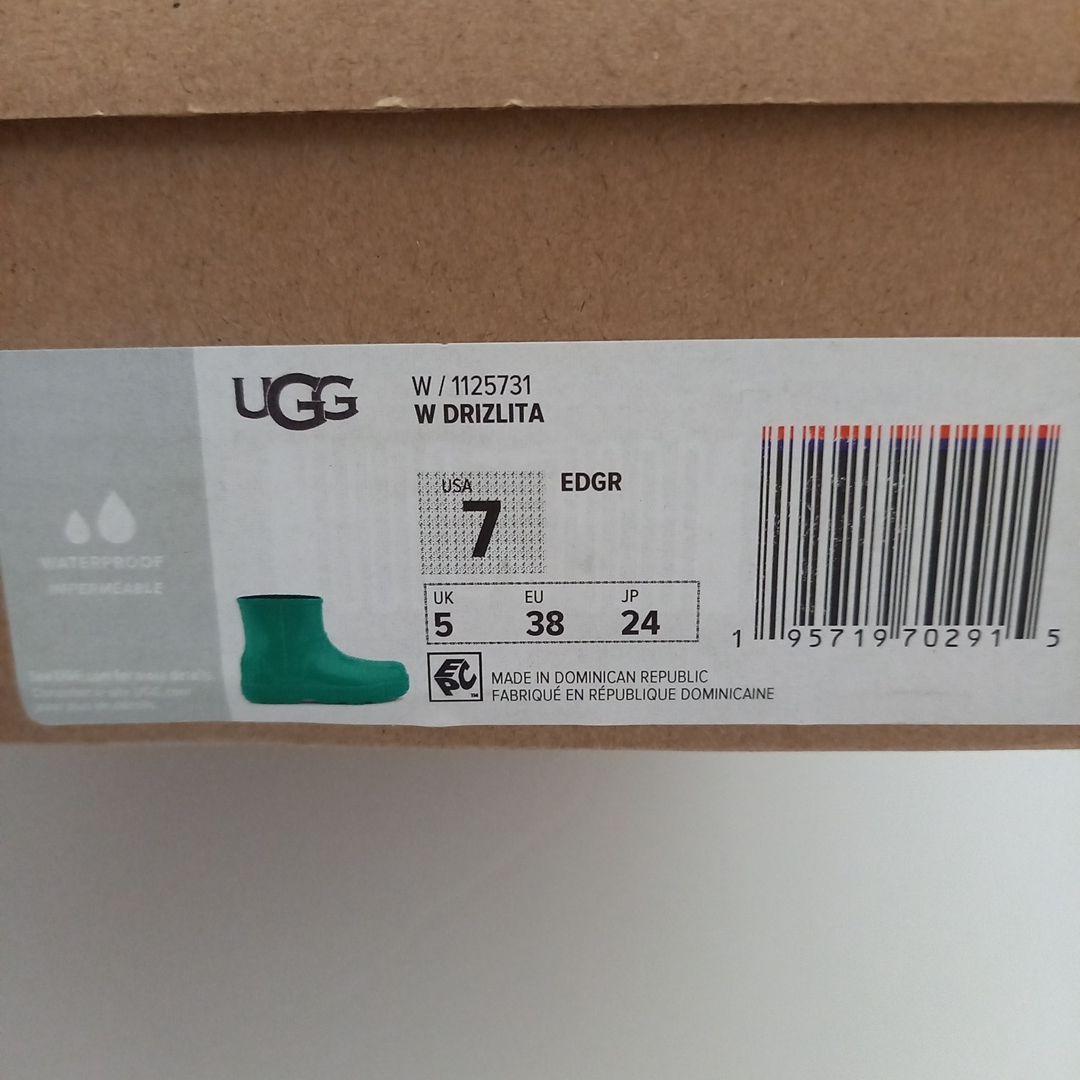 UGG
W / 1125731
W DRIZLITA
USA
7
EDGR
WATERPROOF
IMPERMÉABLE
UK EU JP
5 38 24
1 95719 70291 5
EPC™
MADE IN DOMINICAN REPUBLIC
FABRIQUÉ EN RÉPUBLIQUE DOMINICAINE